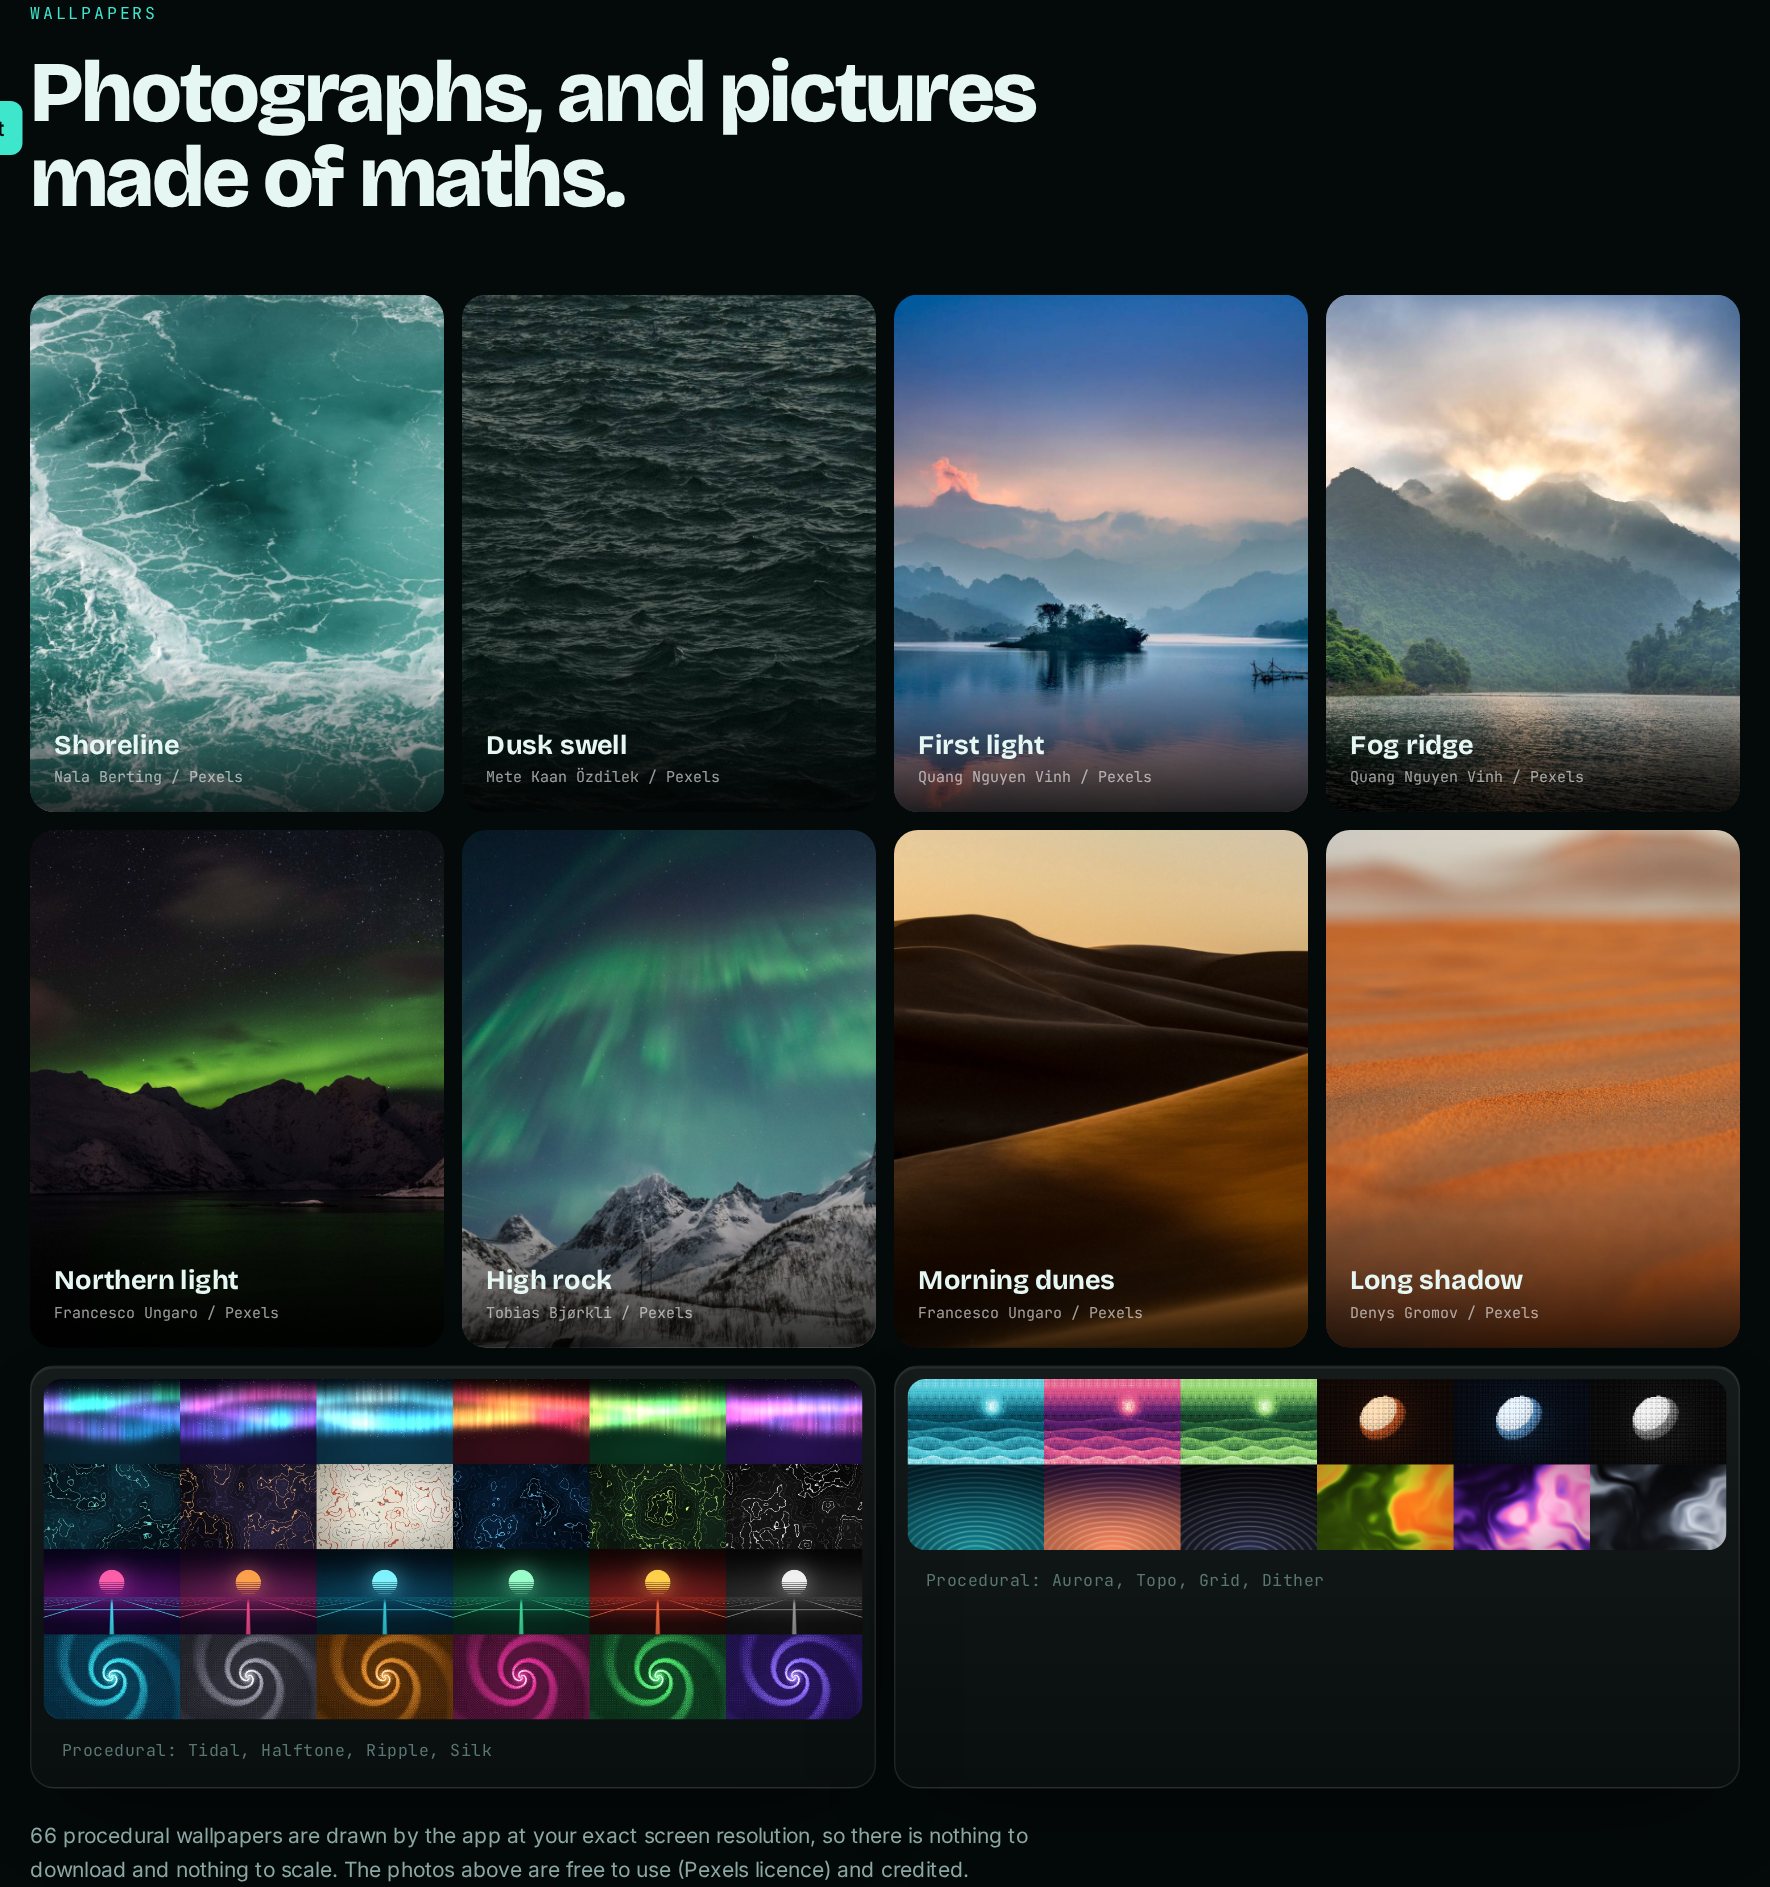 WALLPAPERS
Photographs, and pictures
made of maths.
t
Shoreline
Nala Berting / Pexels
Dusk swell
Mete Kaan Özdilek / Pexels
First light
Quang Nguyen Vinh / Pexels
Fog ridge
Quang Nguyen Vinh / Pexels
Northern light
Francesco Ungaro / Pexels
High rock
Tobias Bjørkli / Pexels
Morning dunes
Francesco Ungaro / Pexels
Long shadow
Denys Gromov / Pexels
Procedural: Tidal, Halftone, Ripple, Silk
Procedural: Aurora, Topo, Grid, Dither
66 procedural wallpapers are drawn by the app at your exact screen resolution, so there is nothing to
download and nothing to scale. The photos above are free to use (Pexels licence) and credited.